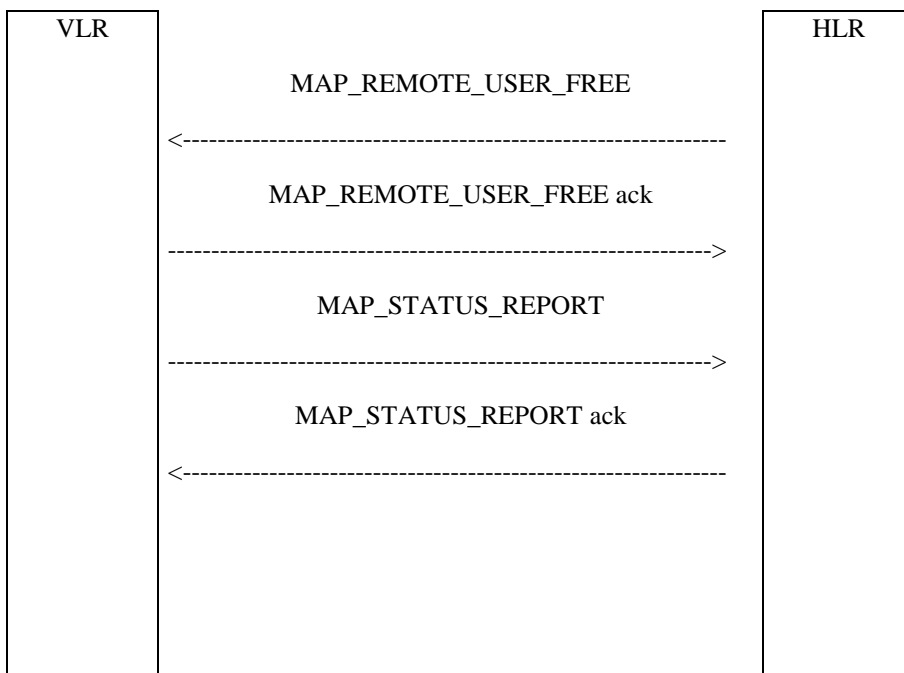 VLR HLR
MAP_REMOTE_USER_FREE
MAP_REMOTE_USER_FREE ack
MAP_STATUS_REPORT
MAP_STATUS_REPORT ack